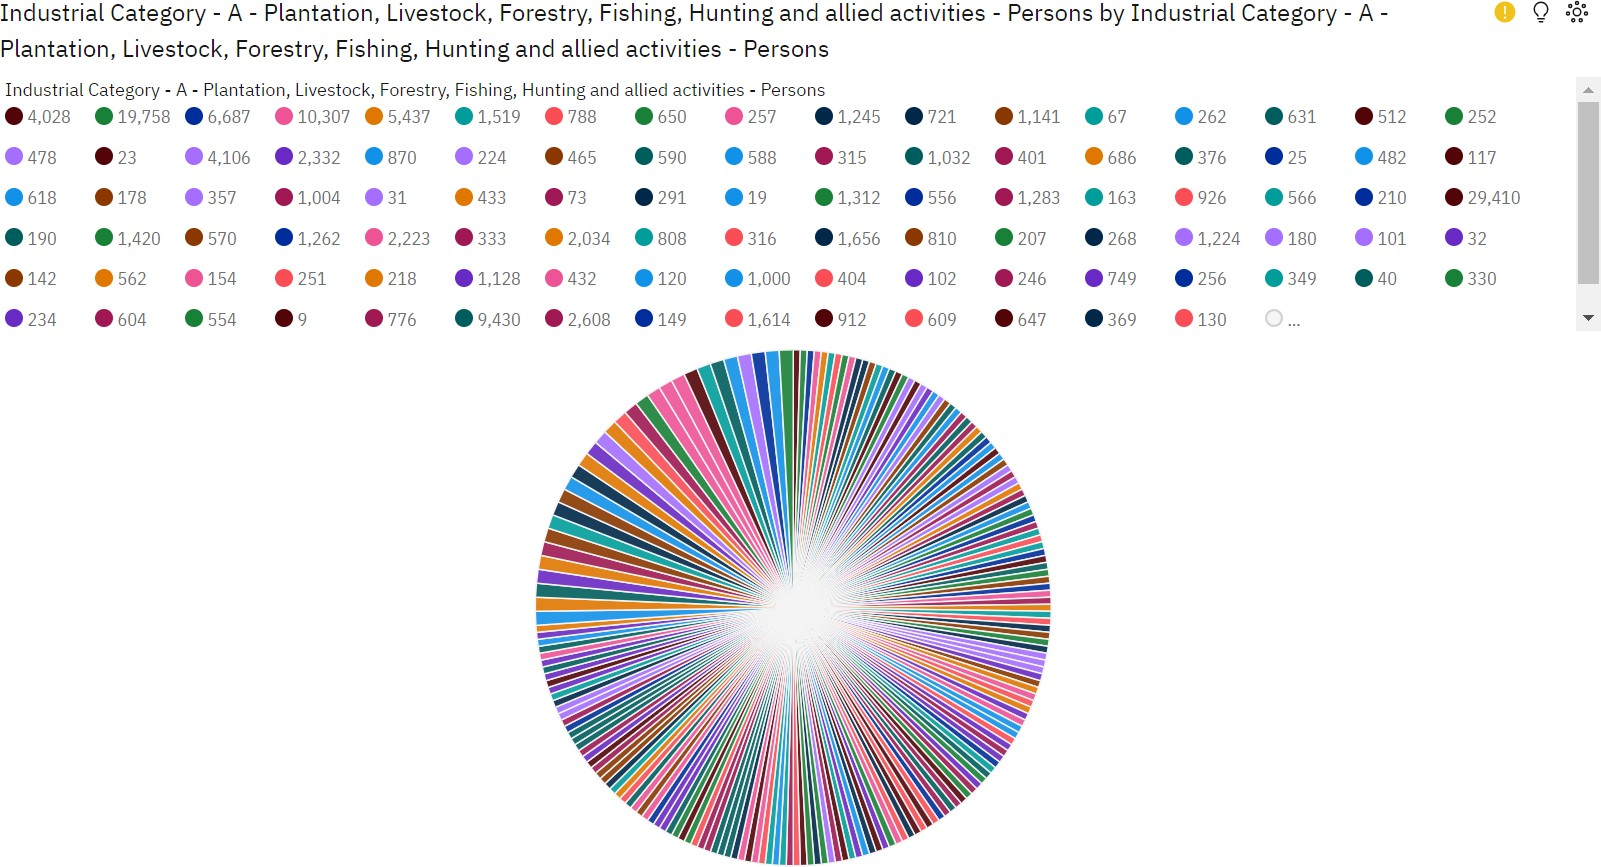 Industrial Category - A - Plantation, Livestock, Forestry, Fishing, Hunting and allied activities - Persons by Industrial Category - A -
Plantation, Livestock, Forestry, Fishing, Hunting and allied activities - Persons
Industrial Category - A - Plantation, Livestock, Forestry, Fishing, Hunting and allied activities - Persons
4,028 19,758 6,687 10,307 5,437 1,519 788 650 257 1,245 721 1,141 67 262 631 512 252
478 23 4,106 2,332 870 224 465 590 588 315 1,032 401 686 376 25 482 117
618 178 357 1,004 31 433 73 291 19 1,312 556 1,283 163 926 566 210 29,410
190 1,420 570 1,262 2,223 333 2,034 808 316 1,656 810 207 268 1,224 180 101 32
142 562 154 251 218 1,128 432 120 1,000 404 102 246 749 256 349 40 330
234 604 554 9 776 9,430 2,608 149 1,614 912 609 647 369 130 ...